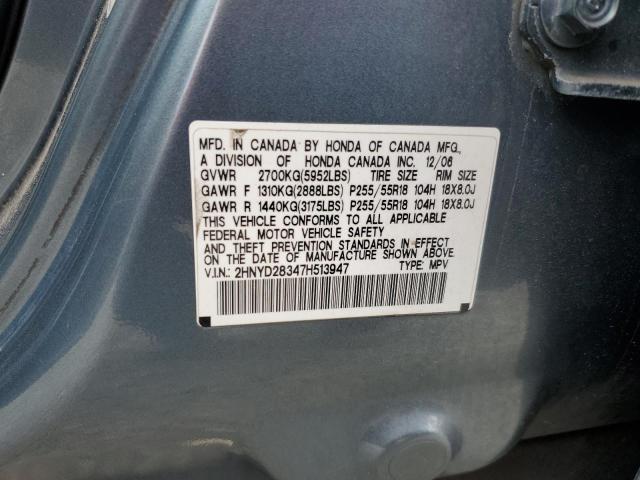 MFD. IN CANADA BY HONDA OF CANADA MFG.,
A DIVISION OF HONDA CANADA INC. 12/06
GVWR 2700KG(5952LBS) TIRE SIZE RIM SIZE
GAWR F 1310KG(2888LBS) P255/55R18 104H 18X8.0J
GAWR R 1440KG(3175LBS) P255/55R18 104H 18X8.0J
THIS VEHICLE CONFORMS TO ALL APPLICABLE
FEDERAL MOTOR VEHICLE SAFETY
AND THEFT PREVENTION STANDARDS IN EFFECT
ON THE DATE OF MANUFACTURE SHOWN ABOVE.
V.I.N.: 2HNYD28347H513947 TYPE: MPV